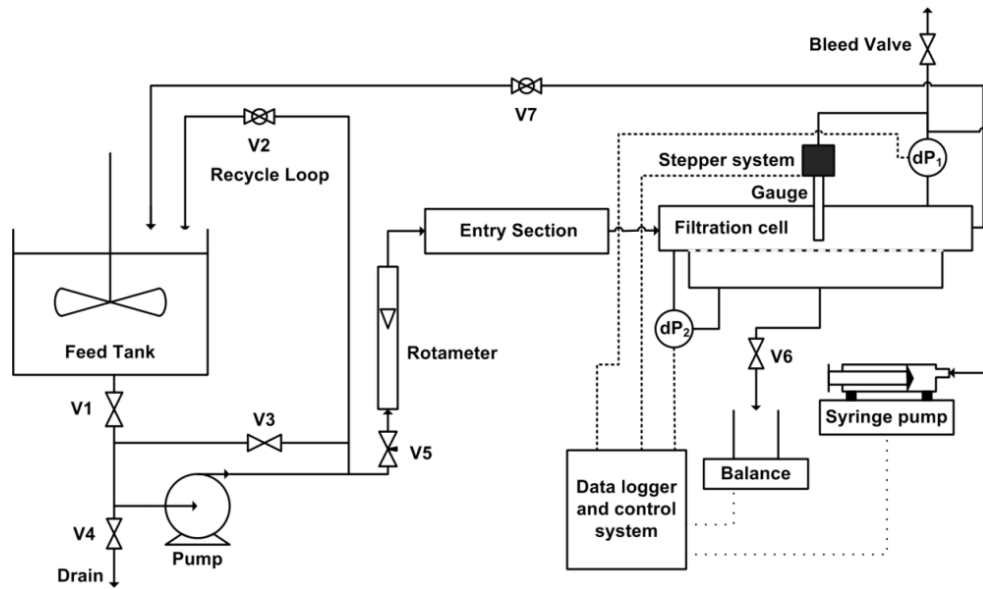 Bleed Valve
V7
V2
Recycle Loop
Stepper system
dP1
Gauge
Entry Section
Filtration cell
Feed Tank
Rotameter
dP2
V6
V1
V3
V5
Syringe pump
Balance
Data logger
and control
system
V4
Pump
Drain